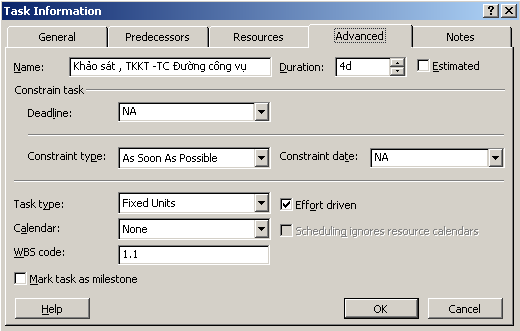 Task Information
General Predecessors Resources Advanced Notes
Name: Khảo sát , TKKT -TC Đường công vụ Duration: 4d Estimated
Constrain task
Deadline: NA
Constraint type: As Soon As Possible Constraint date: NA
Task type: Fixed Units Effort driven
Calendar: None Scheduling ignores resource calendars
WBS code: 1.1
Mark task as milestone
Help OK Cancel